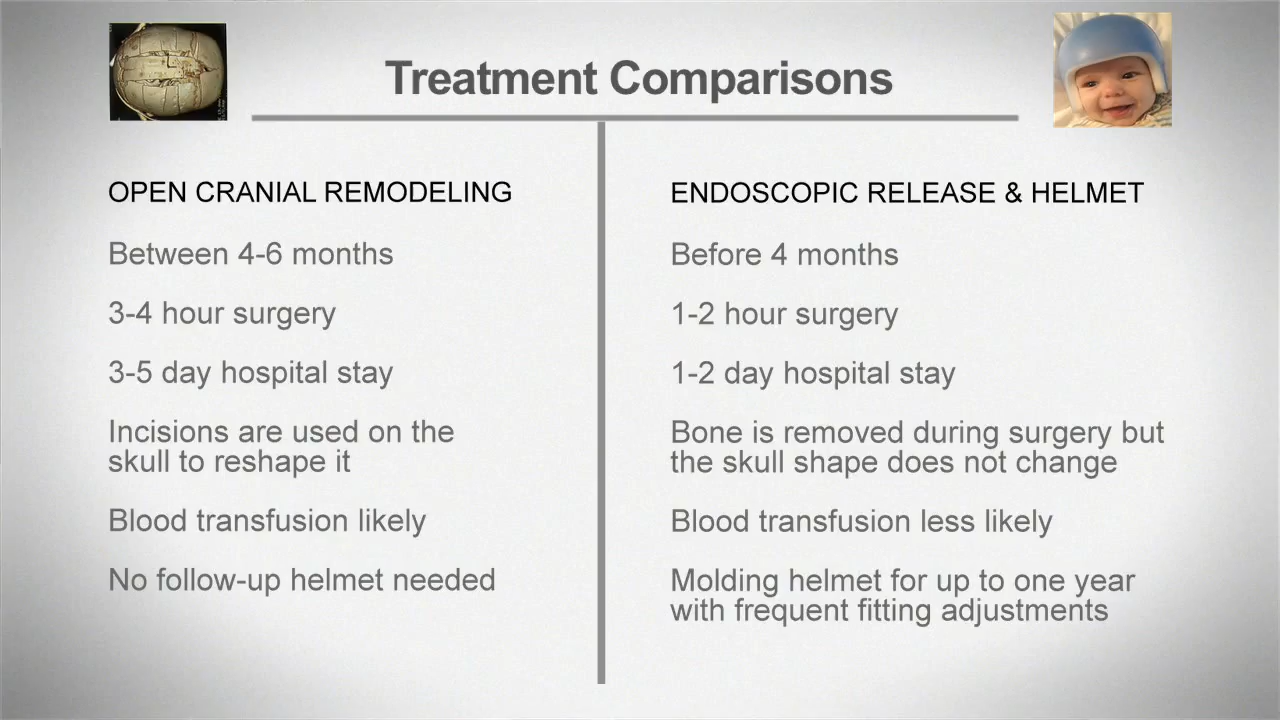 Treatment Comparisons
OPEN CRANIAL REMODELING
Between 4-6 months
3-4 hour surgery
3-5 day hospital stay
Incisions are used on the
skull to reshape it
Blood transfusion likely
No follow-up helmet needed
ENDOSCOPIC RELEASE & HELMET
Before 4 months
1-2 hour surgery
1-2 day hospital stay
Bone is removed during surgery but
the skull shape does not change
Blood transfusion less likely
Molding helmet for up to one year
with frequent fitting adjustments